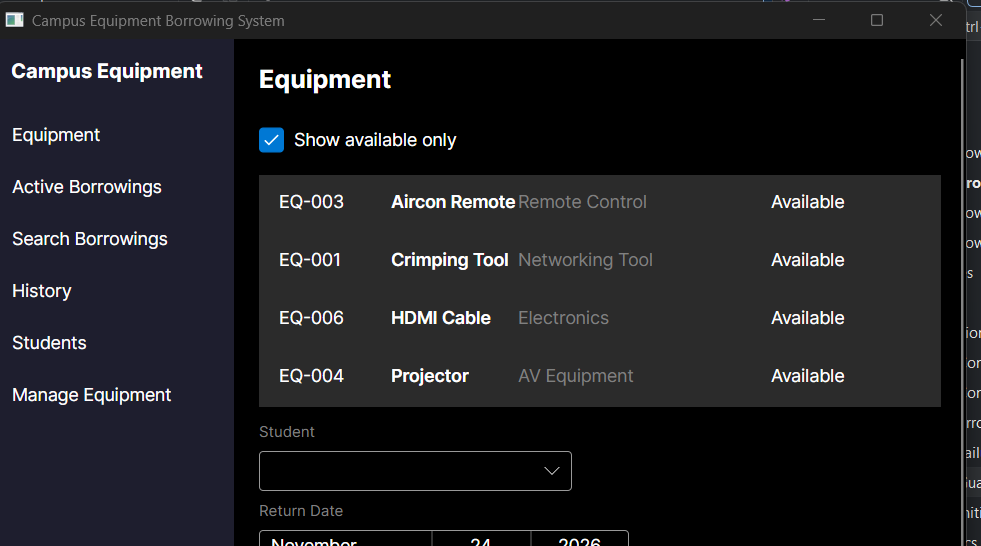 Campus Equipment Borrowing System
Campus Equipment
Equipment
Active Borrowings
Search Borrowings
History
Students
Manage Equipment
Equipment
Show available only
EQ-003 Aircon Remote Remote Control Available
EQ-001 Crimping Tool Networking Tool Available
EQ-006 HDMI Cable Electronics Available
EQ-004 Projector AV Equipment Available
Student
Return Date
November 24 2026